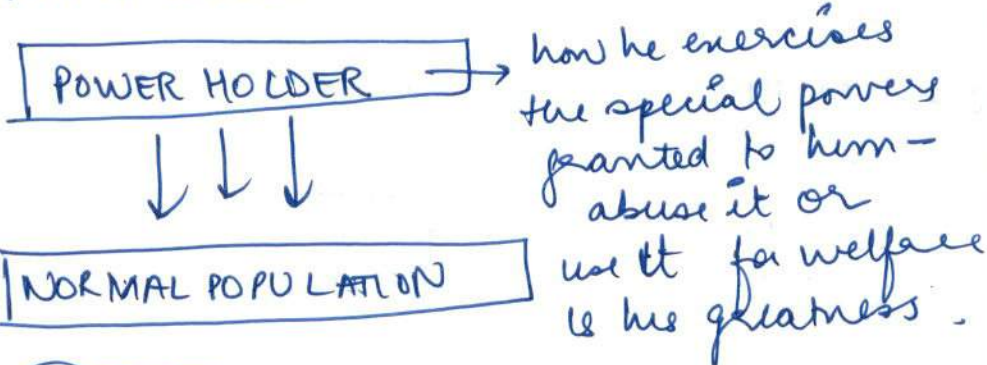 POWER HOLDER
how he exercises
the special powers
granted to him -
abuse it or
use it for welfare
is his greatness.
NORMAL POPULATION